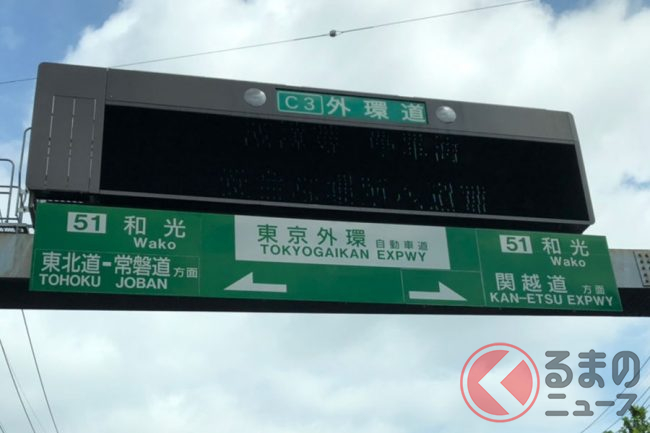 C3 外環道
51 和光
Wako
東北道-常磐道 方面
TOHOKU JOBAN
東京外環 自動車道
TOKYOGAIKAN EXPWY
51 和光
Wako
関越道 方面
KAN-ETSU EXPWY
くるまの
ニュース